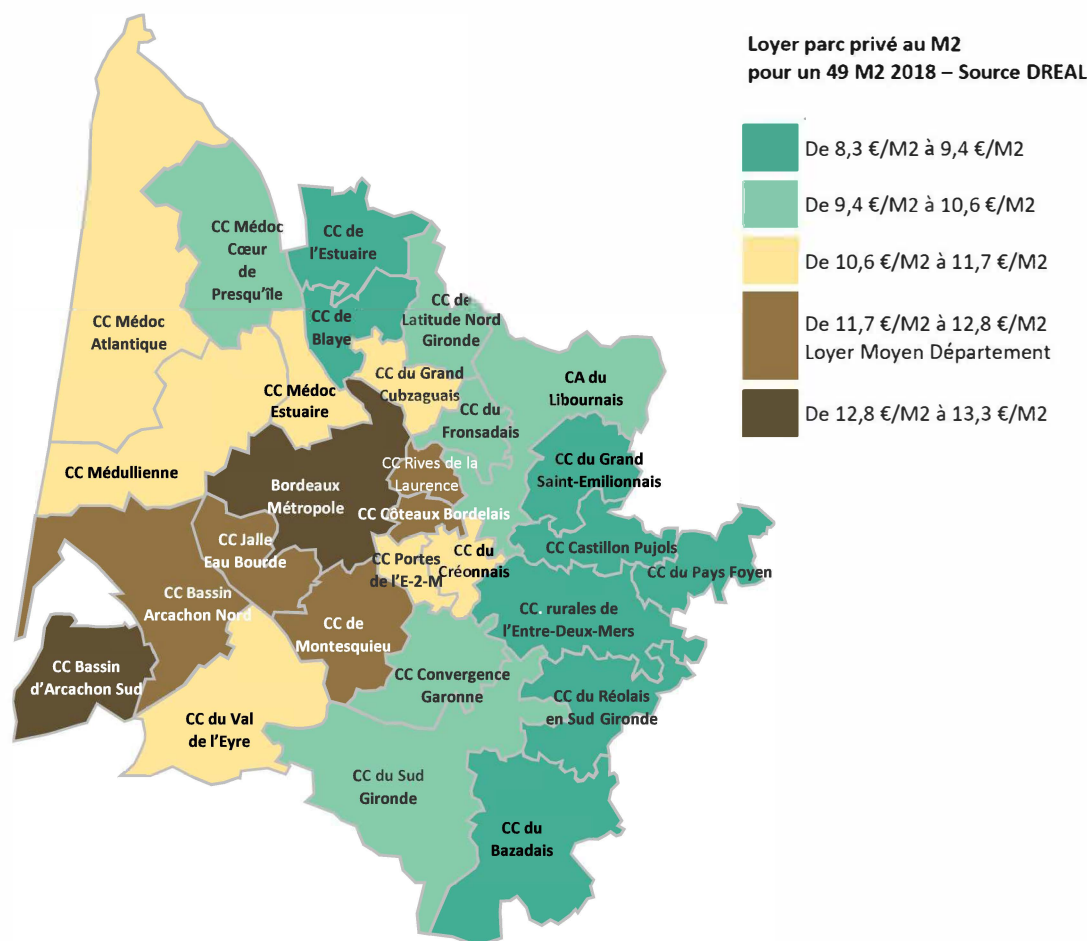 Loyer parc privé au M2
pour un 49 M2 2018 – Source DREAL
De 8,3 €/M2 à 9,4 €/M2
De 9,4 €/M2 à 10,6 €/M2
De 10,6 €/M2 à 11,7 €/M2
De 11,7 €/M2 à 12,8 €/M2
Loyer Moyen Département
De 12,8 €/M2 à 13,3 €/M2
CC Médoc
Cœur
de
Presqu'île
CC de
l'Estuaire
CC Médoc
Atlantique
CC de
Blaye
CC de
Latitude Nord
Gironde
CC Médoc
Estuaire
CC du Grand
Cubzaguais
CA du
Libournais
CC du
Fronsadais
CC Médullienne
Bordeaux
Métropole
CC Rives de la
Laurence
CC du Grand
Saint-Emilionnais
CC Côteaux Bordelais
CC Jalle
Eau Bourde
CC Portes
de l'E-2-M
CC du
Créonnais
CC Castillon Pujols
CC du Pays Foyen
CC Bassin
Arcachon Nord
CC. rurales de
l'Entre-Deux-Mers
CC de
Montesquieu
CC Bassin
d'Arcachon Sud
CC Convergence
Garonne
CC du Réolais
en Sud Gironde
CC du Val
de l'Eyre
CC du Sud
Gironde
CC du
Bazadais